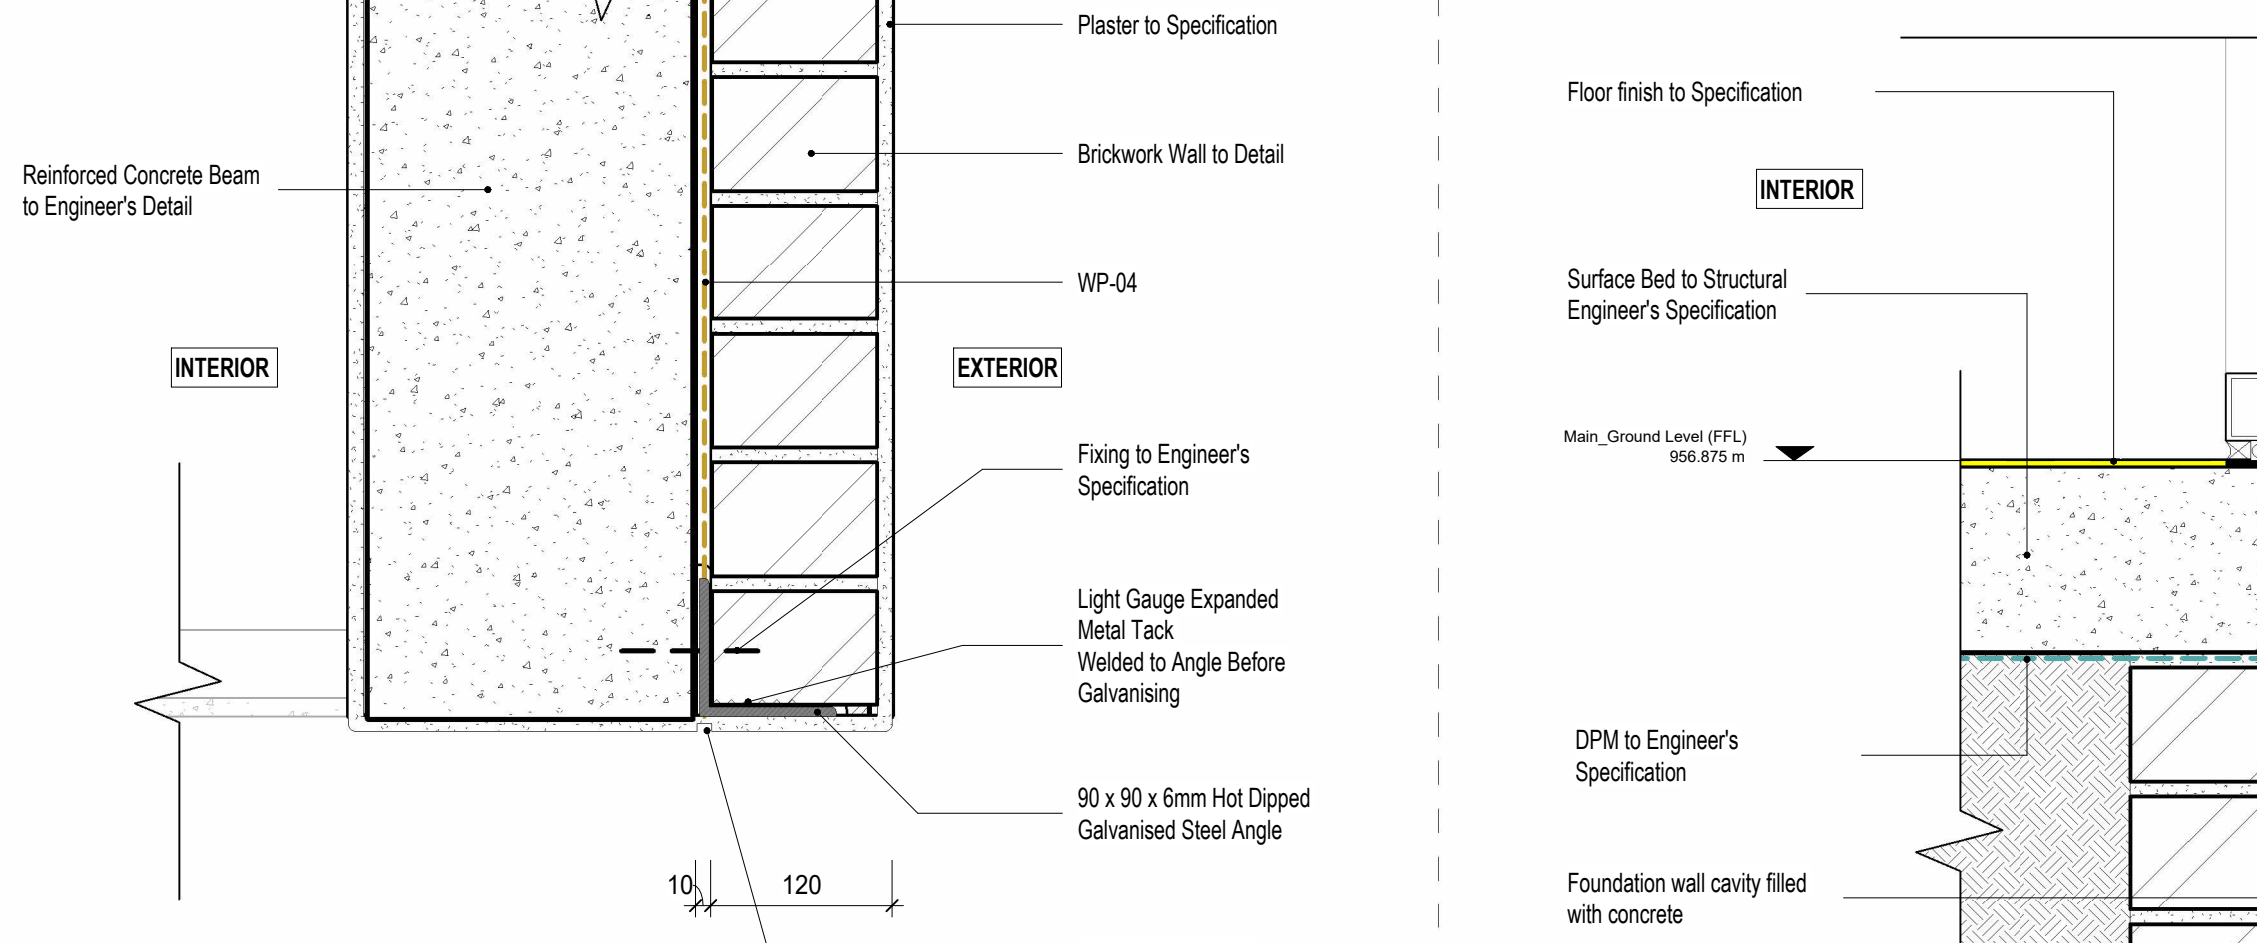 Plaster to Specification
Brickwork Wall to Detail
Reinforced Concrete Beam
to Engineer's Detail
WP-04
INTERIOR
EXTERIOR
Fixing to Engineer's
Specification
Light Gauge Expanded
Metal Tack
Welded to Angle Before
Galvanising
90 x 90 x 6mm Hot Dipped
Galvanised Steel Angle
10
120
Floor finish to Specification
INTERIOR
Surface Bed to Structural
Engineer's Specification
Main_Ground Level (FFL)
956.875 m
DPM to Engineer's
Specification
Foundation wall cavity filled
with concrete